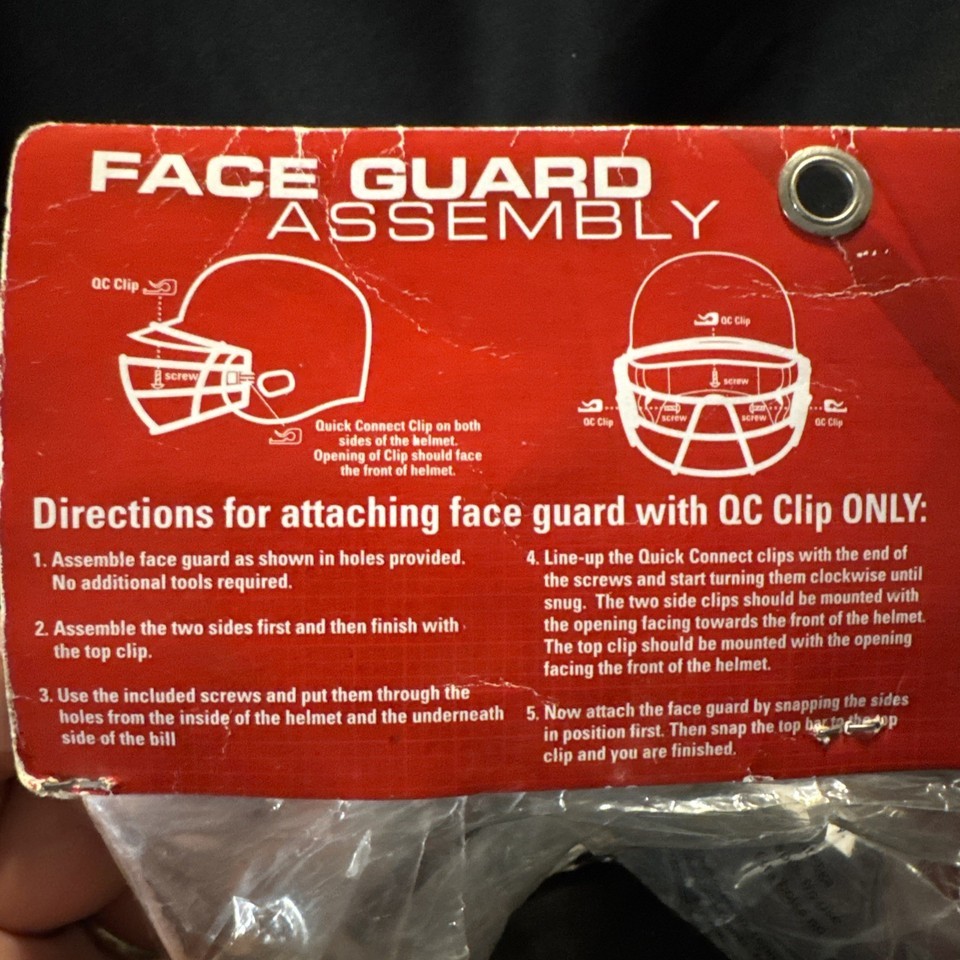 FACE GUARD
ASSEMBLY
QC Clip
screw
Quick Connect Clip on both
sides of the helmet.
Opening of Clip should face
the front of helmet.
QC Clip
screw
QC Clip
screw
screw
QC Clip
Directions for attaching face guard with QC Clip ONLY:
1. Assemble face guard as shown in holes provided.
No additional tools required.
2. Assemble the two sides first and then finish with
the top clip.
3. Use the included screws and put them through the
holes from the inside of the helmet and the underneath
side of the bill
4. Line-up the Quick Connect clips with the end of
the screws and start turning them clockwise until
snug. The two side clips should be mounted with
the opening facing towards the front of the helmet.
The top clip should be mounted with the opening
facing the front of the helmet.
5. Now attach the face guard by snapping the sides
in position first. Then snap the top bar to the top
clip and you are finished.